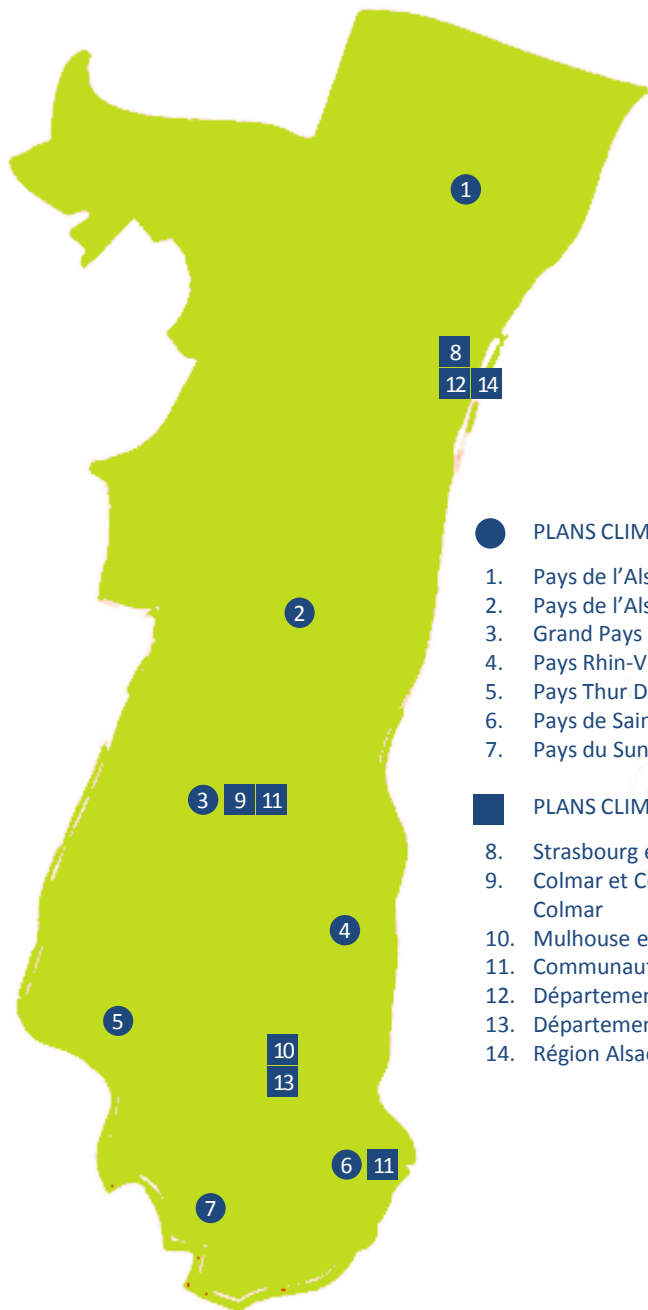 1
8
12 14
2
3 9 11
4
5
10
13
6 11
7
PLANS CLIM
1. Pays de l'Als
2. Pays de l'Als
3. Grand Pays
4. Pays Rhin-V
5. Pays Thur D
6. Pays de Sain
7. Pays du Sun
PLANS CLIM
8. Strasbourg e
9. Colmar et Co
Colmar
10. Mulhouse e
11. Communaut
12. Départemen
13. Départemen
14. Région Alsac